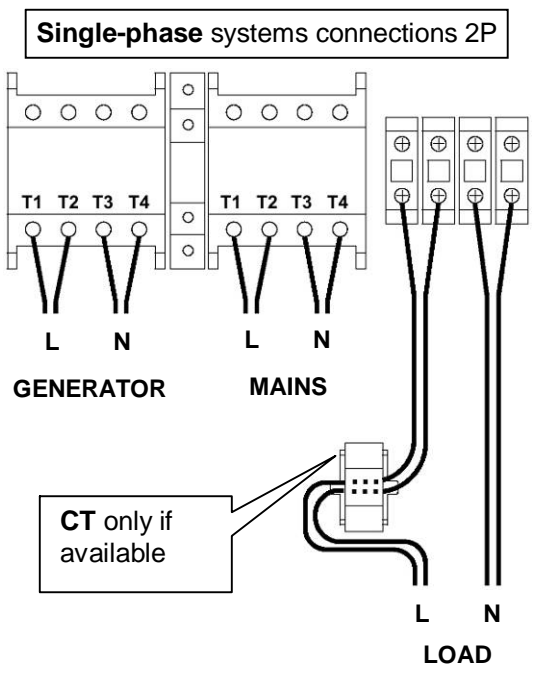 Single-phase systems connections 2P
T1 T2 T3 T4
T1 T2 T3 T4
L N
L N
GENERATOR
MAINS
CT only if
available
L N
LOAD